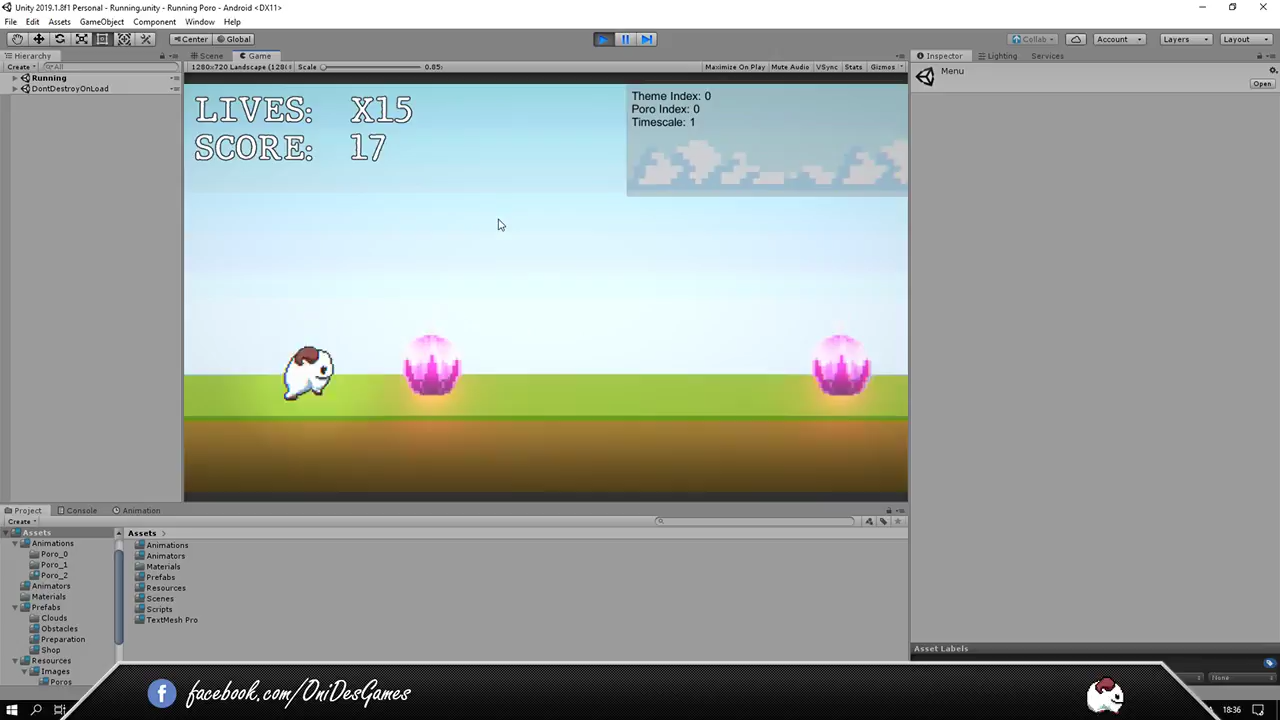 Unity 2019.1.8f1 Personal - Running.unity - Running Poro - Android <DX11>
File Edit Assets GameObject Component Window Help
Center Global Collab Account Layers Layout
Hierarchy Scene Game Inspector Lighting Services
Create All 1280x720 Landscape (128( Scale 0.85: Maximize On Play Mute Audio VSync Stats Gizmos Menu
Running Open
DontDestroyOnLoad
LIVES: X15
SCORE: 17
Theme Index: 0
Poro Index: 0
Timescale: 1
Project Console Animation
Create
Assets Assets
Animations Animations
Poro_0 Animators
Poro_1 Materials
Poro_2 Prefabs
Animators Resources
Materials Scenes
Prefabs Scripts
Clouds TextMesh Pro
Obstacles
Preparation
Shop Asset Labels
Resources
Images
Poros None
facebook.com/OniDesGames
18:36